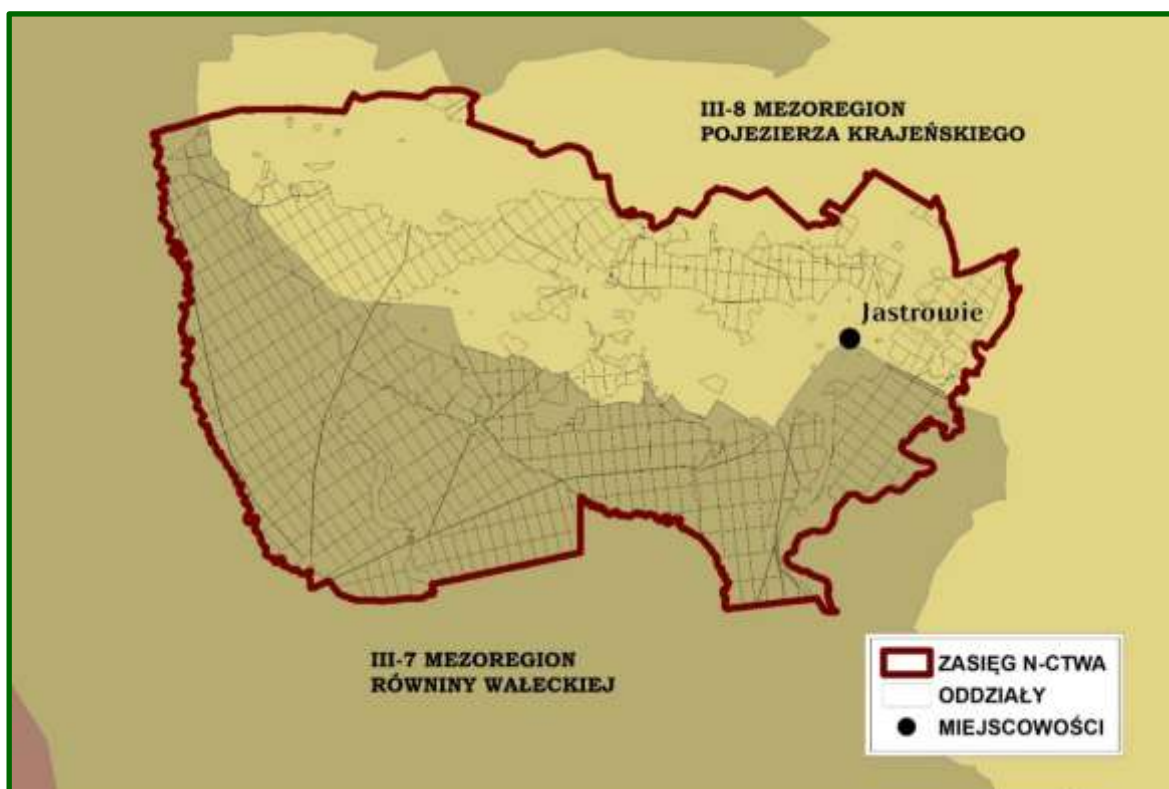 III-8 MEZOREGION
POJEZIERZA KRAJEŃSKIEGO
Jastrowie
III-7 MEZOREGION
RÓWNINY WAŁECKIEJ
ZASIĘG N-CTWA
ODDZIAŁY
MIEJSCOWOŚCI